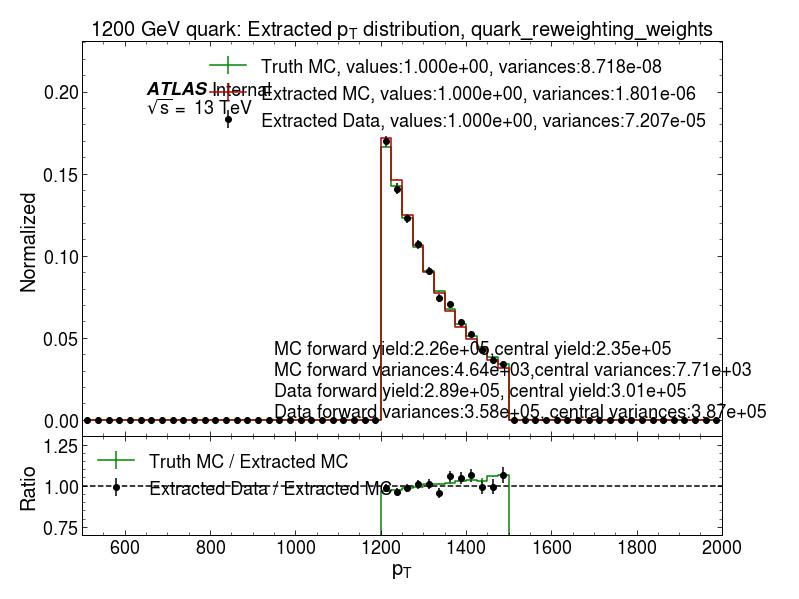 1200 GeV quark: Extracted pT distribution, quark_reweighting_weights
Truth MC, values:1.000e+00, variances:8.718e-08
ATLAS Internal
Extracted MC, values:1.000e+00, variances:1.801e-06
√s = 13 TeV
Extracted Data, values:1.000e+00, variances:7.207e-05
Normalized
0.20
0.15
0.10
0.05
0.00
MC forward yield:2.26e+05,central yield:2.35e+05
MC forward variances:4.64e+03,central variances:7.71e+03
Data forward yield:2.89e+05, central yield:3.01e+05
Data forward variances:3.58e+05, central variances:3.87e+05
Ratio
1.25
1.00
0.75
Truth MC / Extracted MC
Extracted Data / Extracted MC
600 800 1000 1200 1400 1600 1800 2000
pT